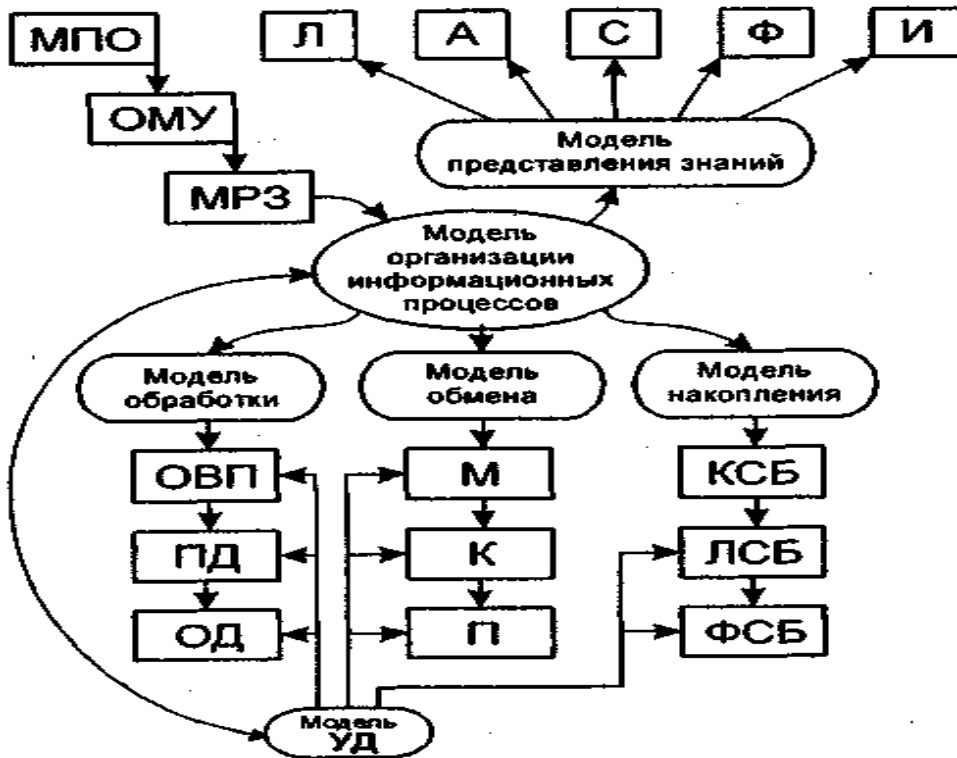 МПО
Л
А
С
Ф
И
ОМУ
Модель
представления знаний
МРЗ
Модель
организации
информационных
процессов
Модель
обработки
Модель
обмена
Модель
накопления
ОВП
М
КСБ
ПД
К
ЛСБ
ОД
П
ФСБ
Модель
УД